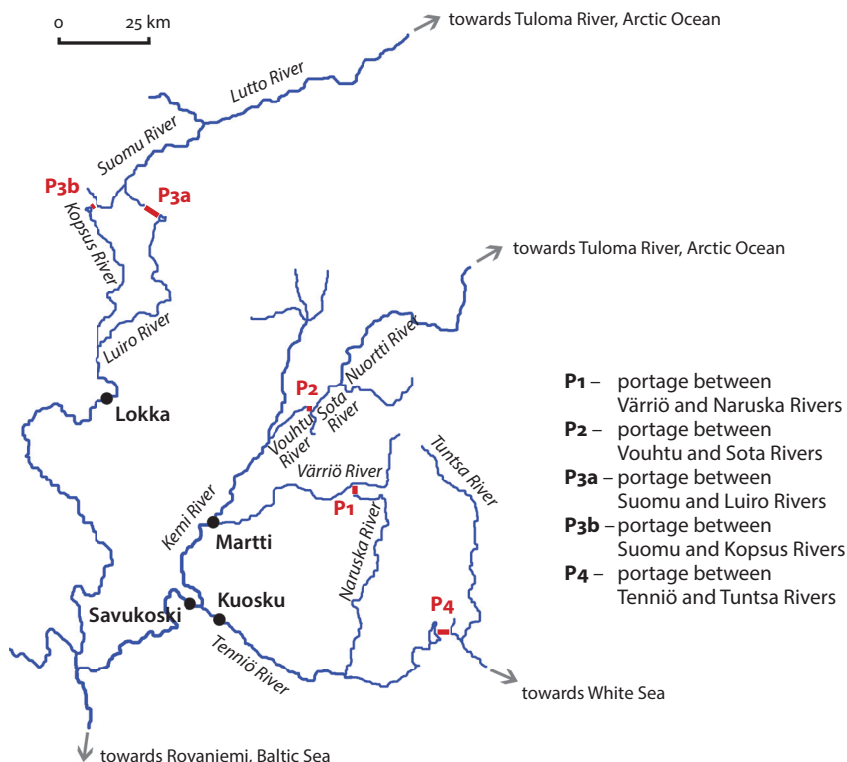 0 25 km
towards Tuloma River, Arctic Ocean
Lutto River
Suomu River
P3b
P3a
Kopsus River
towards Tuloma River, Arctic Ocean
Luiro River
Nuortti River
P2
Lokka
Sota
River
Vouhtu
River
Tuntsa River
Värriö River
P1
Kemi River
Martti
Naruska River
Savukoski
Kuosku
P4
Tenniö River
towards White Sea
towards Rovaniemi, Baltic Sea
P1 – portage between
Värriö and Naruska Rivers
P2 – portage between
Vouhtu and Sota Rivers
P3a – portage between
Suomu and Luiro Rivers
P3b – portage between
Suomu and Kopsus Rivers
P4 – portage between
Tenniö and Tuntsa Rivers